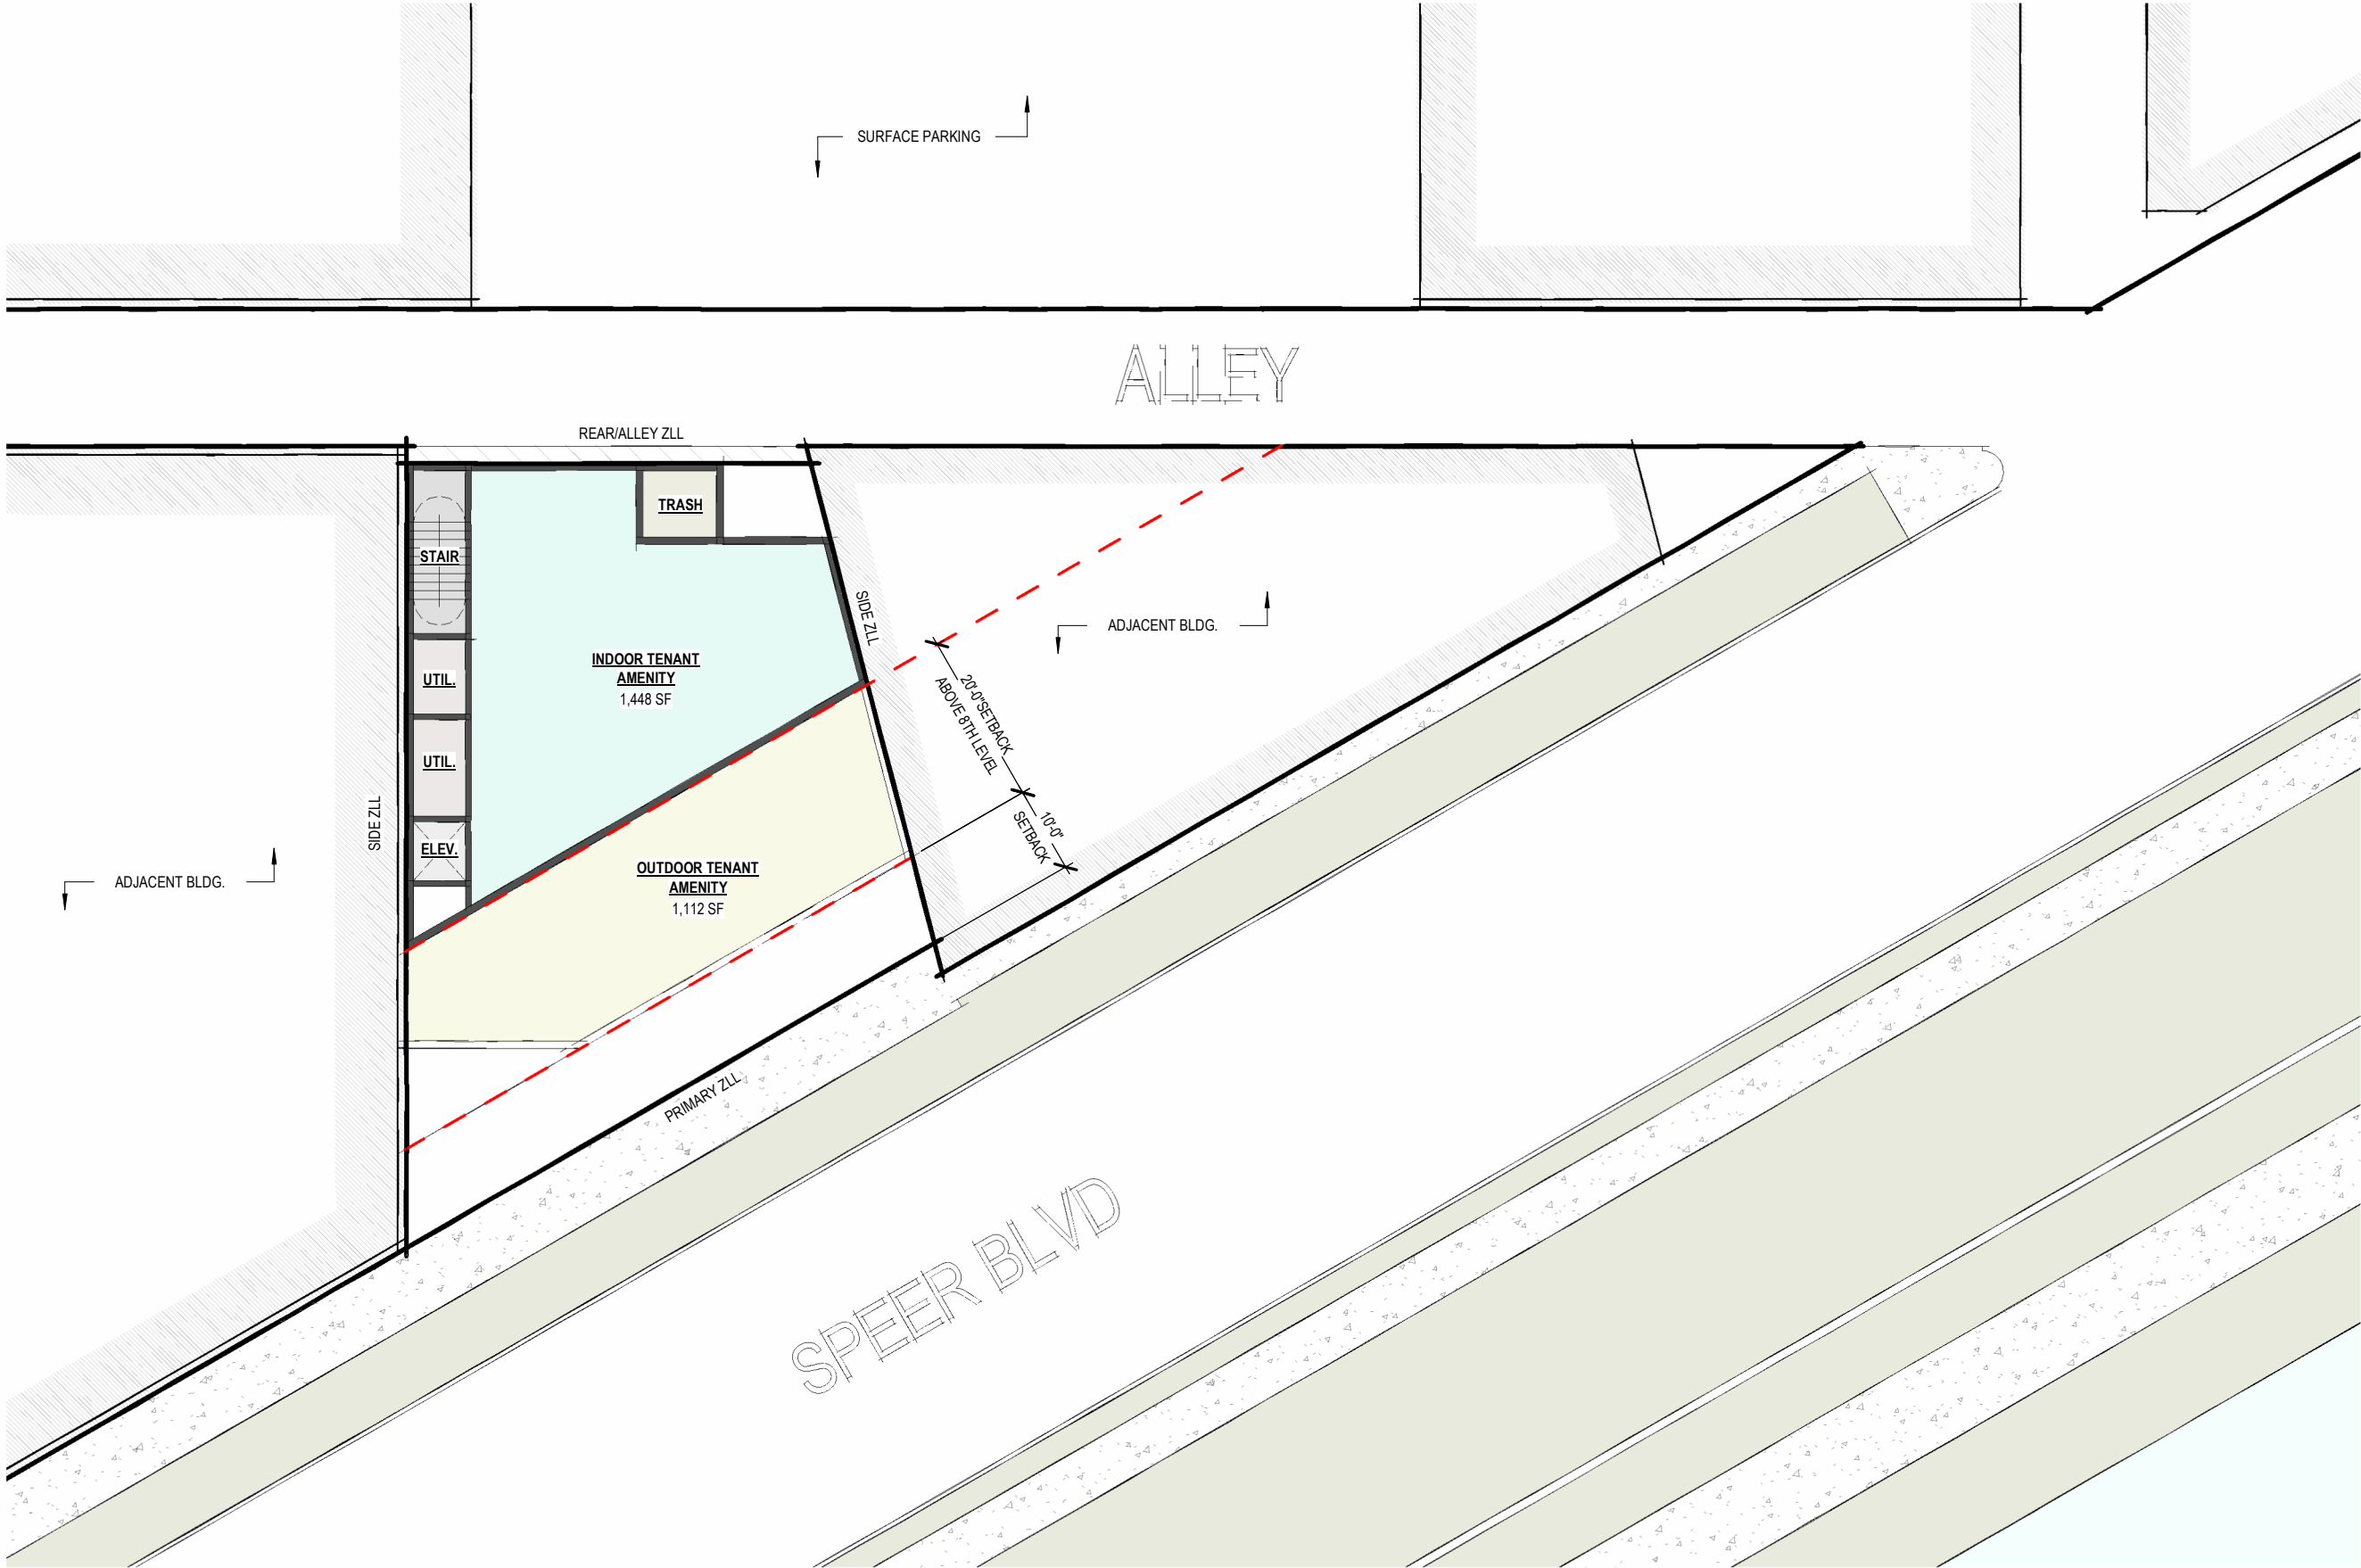 SURFACE PARKING
ALLEY
REAR/ALLEY ZLL
TRASH
STAIR
SIDE ZLL
ADJACENT BLDG.
INDOOR TENANT
AMENITY
1,448 SF
UTIL.
20'-0"SETBACK
ABOVE 8TH LEVEL
UTIL.
10'-0"
SETBACK
SIDE ZLL
ELEV.
ADJACENT BLDG.
OUTDOOR TENANT
AMENITY
1,112 SF
PRIMARY ZLL
SPEER BLVD